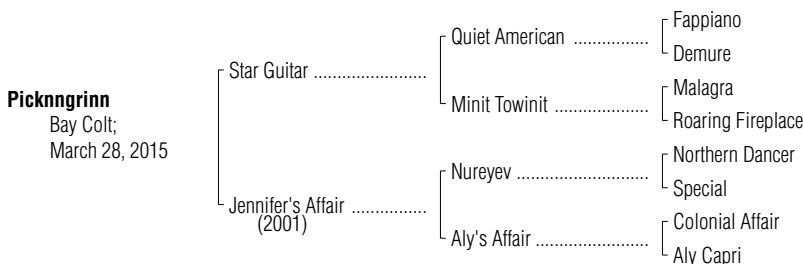 Picknngrinn
Bay Colt;
March 28, 2015
Star Guitar ........................
Jennifer's Affair ................
(2001)
Quiet American ................
Minit Towinit ....................
Nureyev ............................
Aly's Affair ........................
Fappiano
Demure
Malagra
Roaring Fireplace
Northern Dancer
Special
Colonial Affair
Aly Capri